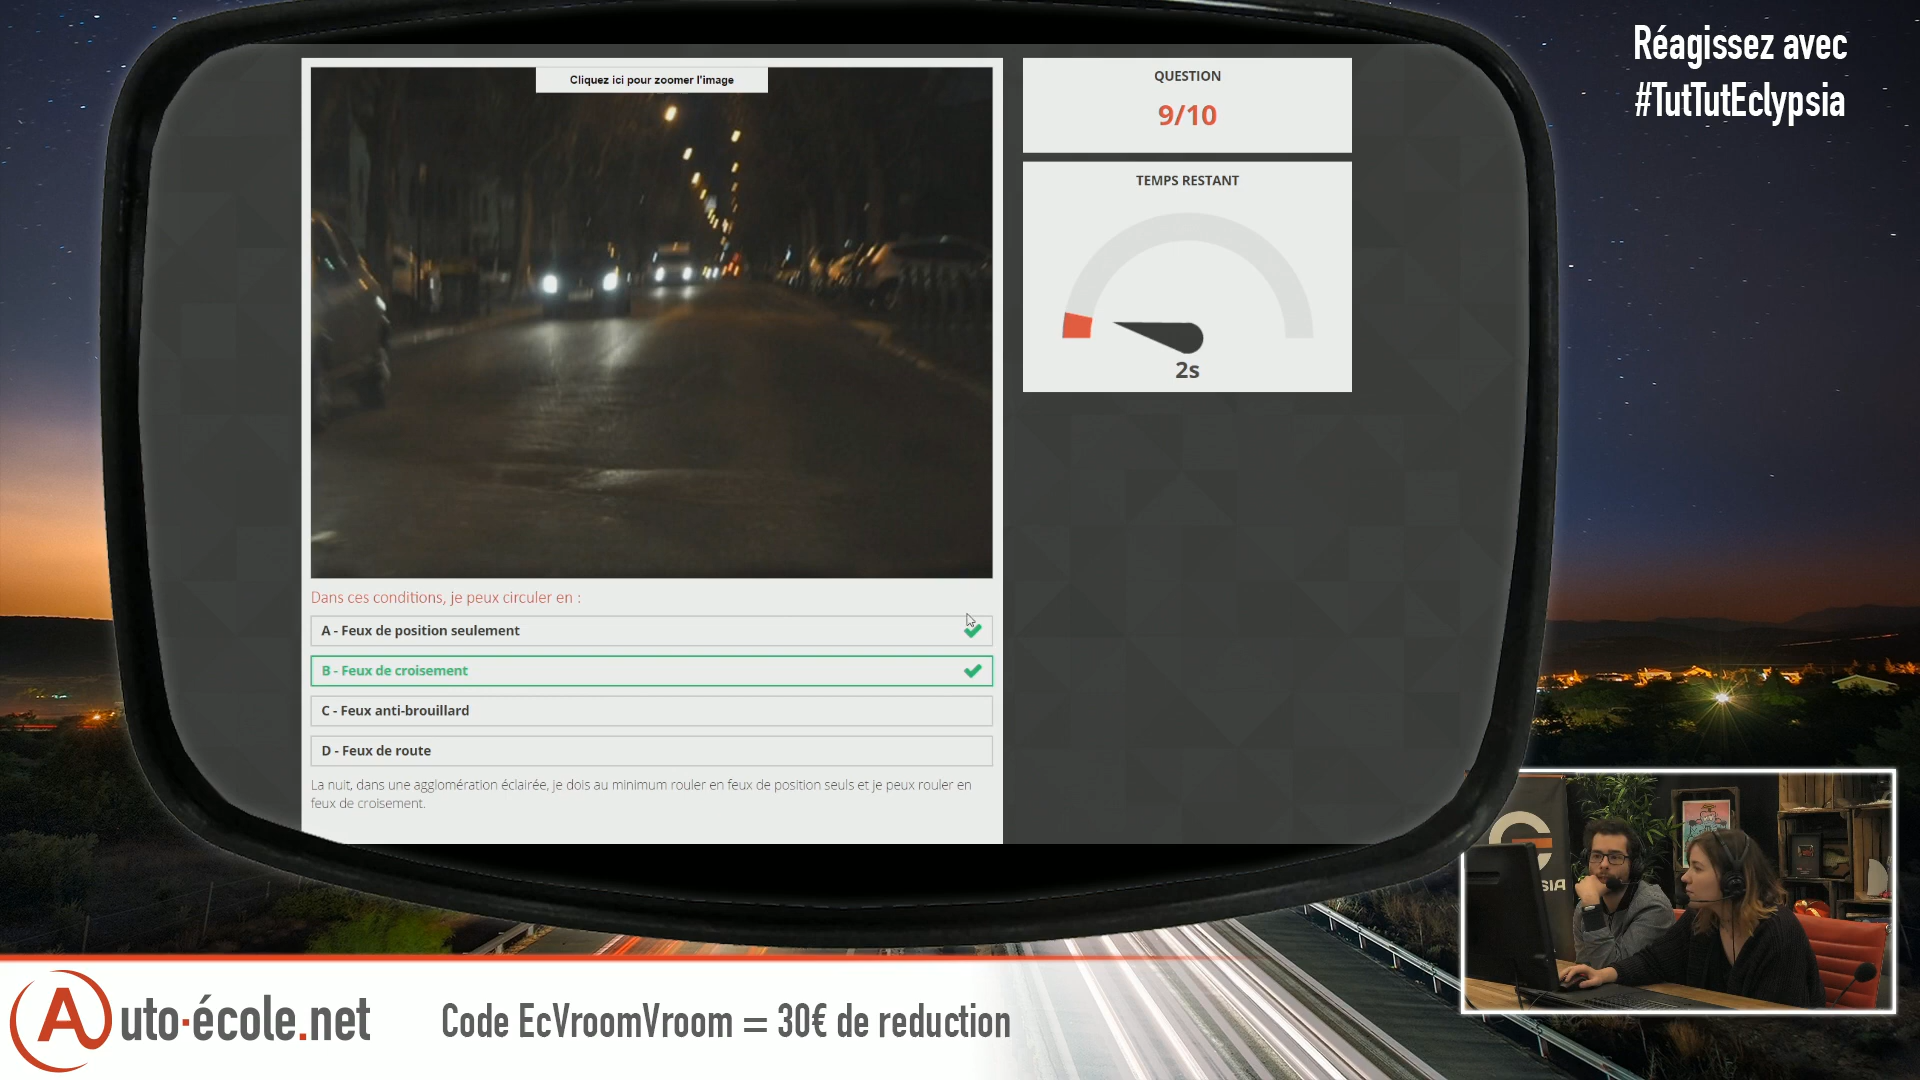 Réagissez avec
#TutTutEclypsia
Cliquez ici pour zoomer l'image
QUESTION
9/10
TEMPS RESTANT
2s
Dans ces conditions, je peux circuler en :
A - Feux de position seulement
B - Feux de croisement
C - Feux anti-brouillard
D - Feux de route
La nuit, dans une agglomération éclairée, je dois au minimum rouler en feux de position seuls et je peux rouler en
feux de croisement.
SIA
Auto·école.net
Code EcVroomVroom = 30€ de reduction